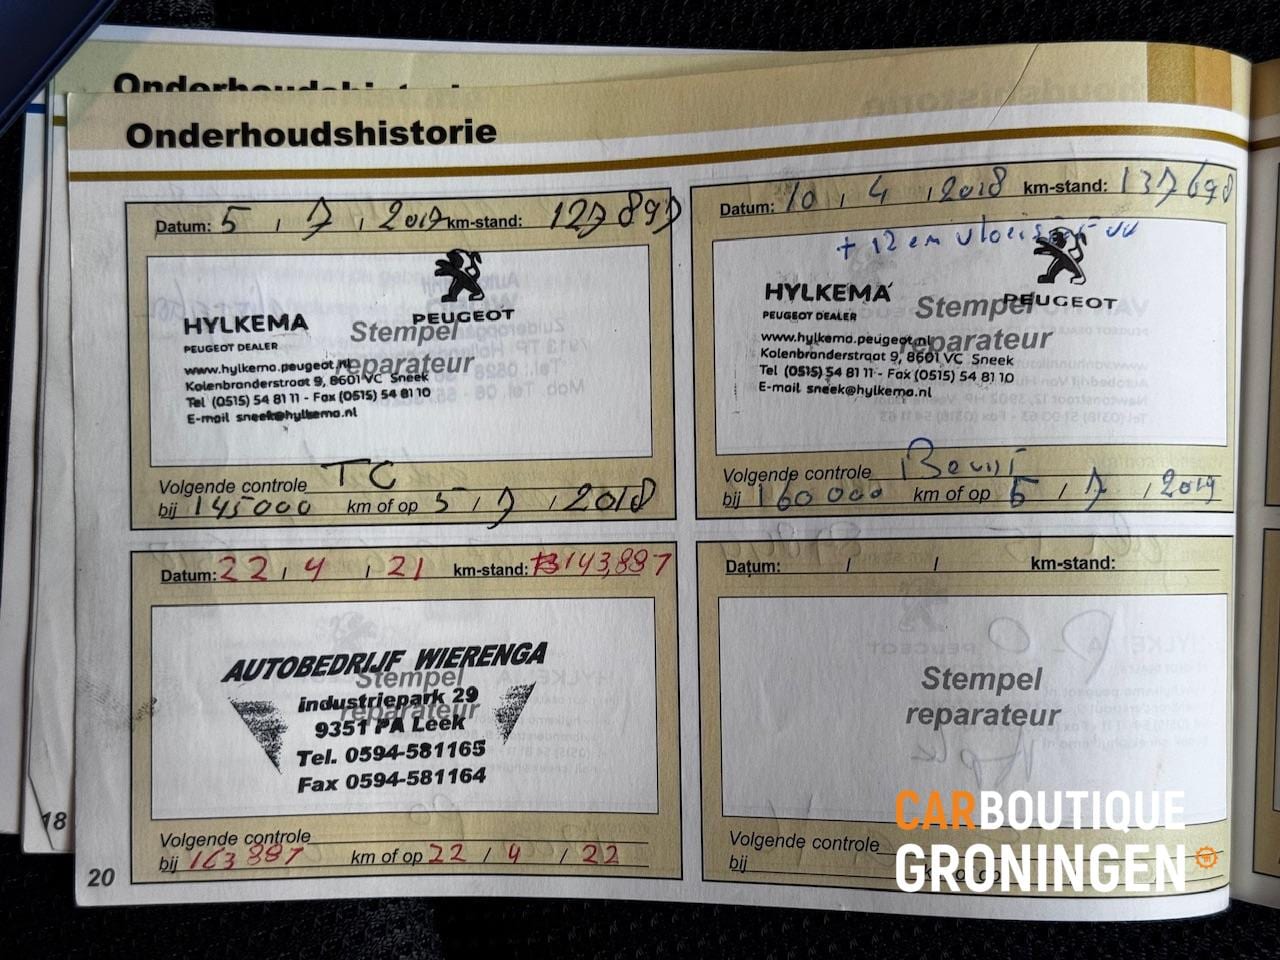 Onderhoudshistorie
Onderhoudshistorie
Datum: 5 / 7 / 2017 km-stand: 127897
PEUGEOT
HYLKEMA
PEUGEOT DEALER
Stempel
reparateur
www.hylkema.peugeot.nl
Kolenbranderstraat 9, 8601 VC Sneek
Tel (0515) 54 81 11 - Fax (0515) 54 81 10
E-mail sneek@hylkema.nl
Volgende controle TC
bij 145000 km of op 5 / 7 / 2018
Datum: 10 / 4 / 2018 km-stand: 137698
+
PEUGEOT
HYLKEMA
PEUGEOT DEALER
Stempel
reparateur
www.hylkema.peugeot.nl
Kolenbranderstraat 9, 8601 VC Sneek
Tel (0515) 54 81 11 - Fax (0515) 54 81 10
E-mail sneek@hylkema.nl
Volgende controle
bij 160000 km of op 5 / 7 / 2019
Datum: 22 / 4 / 21 km-stand: 143,887
AUTOBEDRIJF WIERENGA
Stempel
reparateur
industriepark 29
9351 PA Leek
Tel. 0594-581165
Fax 0594-581164
Volgende controle
bij 163887 km of op 22 / 4 / 22
Datum: / / km-stand:
Stempel
reparateur
Volgende controle
bij
18
20
CARBOUTIQUE
GRONINGEN